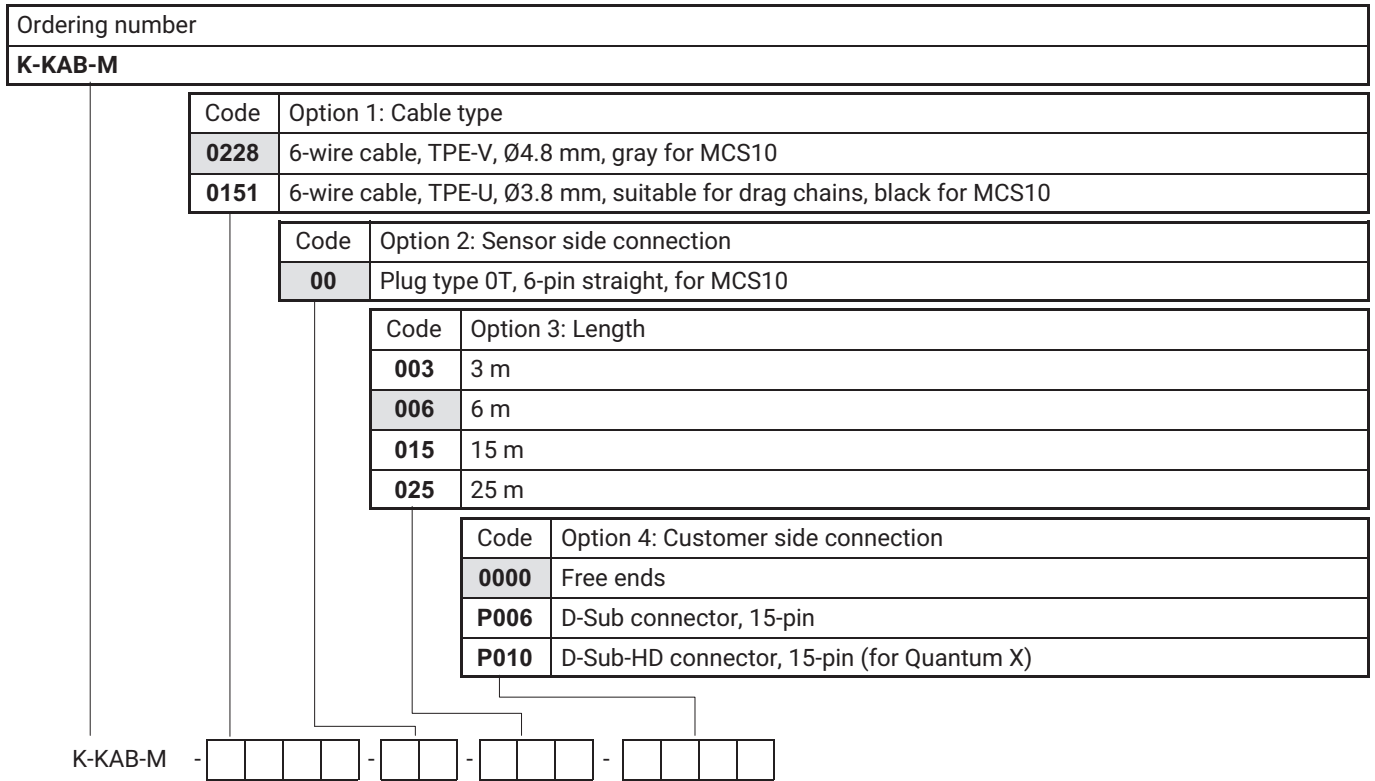 Ordering number
K-KAB-M
Code Option 1: Cable type
0228 6-wire cable, TPE-V, Ø4.8 mm, gray for MCS10
0151 6-wire cable, TPE-U, Ø3.8 mm, suitable for drag chains, black for MCS10
Code Option 2: Sensor side connection
00 Plug type 0T, 6-pin straight, for MCS10
Code Option 3: Length
003 3 m
006 6 m
015 15 m
025 25 m
Code Option 4: Customer side connection
0000 Free ends
P006 D-Sub connector, 15-pin
P010 D-Sub-HD connector, 15-pin (for Quantum X)
K-KAB-M - - - -